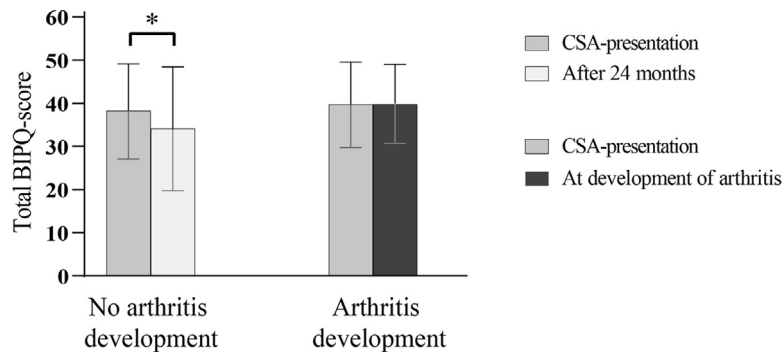 Total BIPQ-score
60
50
40
30
20
10
0
*
No arthritis
development
Arthritis
development
CSA-presentation
After 24 months
CSA-presentation
At development of arthritis